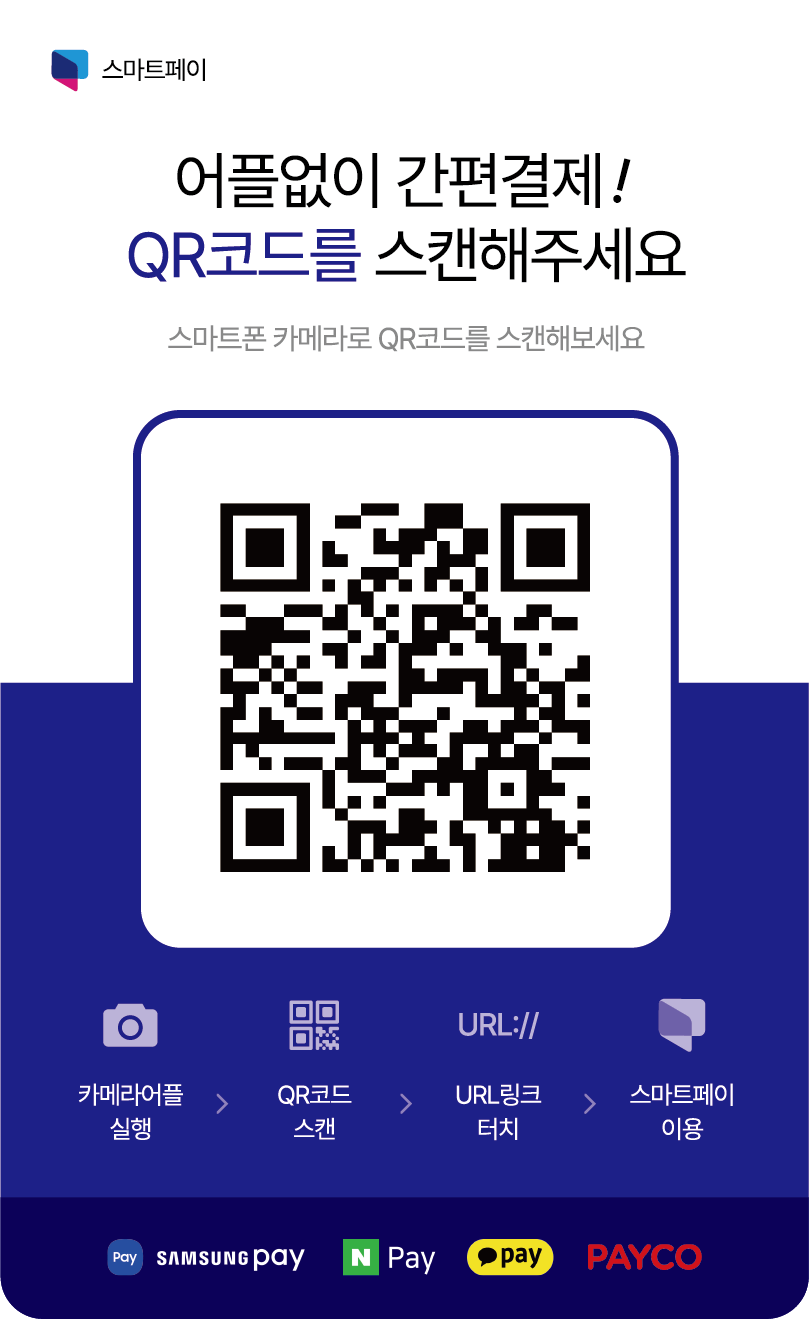 스마트페이
어플없이 간편결제!
QR코드를 스캔해주세요
스마트폰 카메라로 QR코드를 스캔해보세요
URL://
카메라어플 실행
QR코드 스캔
URL링크 터치
스마트페이 이용
Pay SAMSUNG pay
N Pay
pay
PAYCO